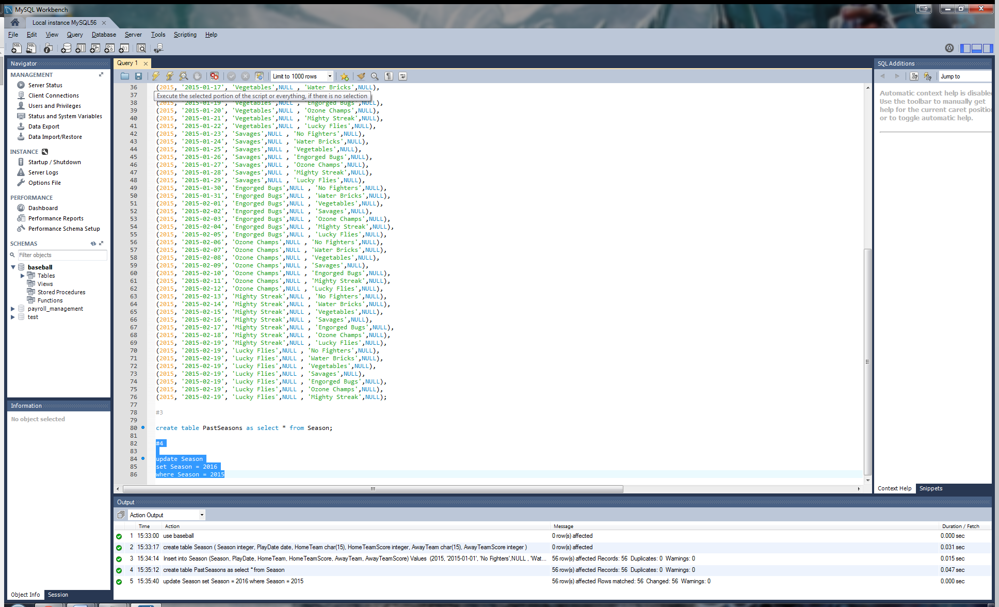 MySQL Workbench
Local instance MySQL56
File Edit View Query Database Server Tools Scripting Help
Navigator
MANAGEMENT
Server Status
Client Connections
Users and Privileges
Status and System Variables
Data Export
Data Import/Restore
INSTANCE
Startup / Shutdown
Server Logs
Options File
PERFORMANCE
Dashboard
Performance Reports
Performance Schema Setup
SCHEMAS
Filter objects
baseball
Tables
Views
Stored Procedures
Functions
payroll_management
test
Information
No object selected
Object Info Session
Query 1
Limit to 1000 rows
36 (2015, '2015-01-17', 'Vegetables',NULL , 'Water Bricks',NULL),
37
Execute the selected portion of the script or everything, if there is no selection
38 (2015, '2015-01-19', 'Vegetables',NULL , 'Engorged Bugs',NULL),
39 (2015, '2015-01-20', 'Vegetables',NULL , 'Ozone Champs',NULL),
40 (2015, '2015-01-21', 'Vegetables',NULL , 'Mighty Streak',NULL),
41 (2015, '2015-01-22', 'Vegetables',NULL , 'Lucky Flies',NULL),
42 (2015, '2015-01-23', 'Savages',NULL , 'No Fighters',NULL),
43 (2015, '2015-01-24', 'Savages',NULL , 'Water Bricks',NULL),
44 (2015, '2015-01-25', 'Savages',NULL , 'Vegetables',NULL),
45 (2015, '2015-01-26', 'Savages',NULL , 'Engorged Bugs',NULL),
46 (2015, '2015-01-27', 'Savages',NULL , 'Ozone Champs',NULL),
47 (2015, '2015-01-28', 'Savages',NULL , 'Mighty Streak',NULL),
48 (2015, '2015-01-29', 'Savages',NULL , 'Lucky Flies',NULL),
49 (2015, '2015-01-30', 'Engorged Bugs',NULL , 'No Fighters',NULL),
50 (2015, '2015-01-31', 'Engorged Bugs',NULL , 'Water Bricks',NULL),
51 (2015, '2015-02-01', 'Engorged Bugs',NULL , 'Vegetables',NULL),
52 (2015, '2015-02-02', 'Engorged Bugs',NULL , 'Savages',NULL),
53 (2015, '2015-02-03', 'Engorged Bugs',NULL , 'Ozone Champs',NULL),
54 (2015, '2015-02-04', 'Engorged Bugs',NULL , 'Mighty Streak',NULL),
55 (2015, '2015-02-05', 'Engorged Bugs',NULL , 'Lucky Flies',NULL),
56 (2015, '2015-02-06', 'Ozone Champs',NULL , 'No Fighters',NULL),
57 (2015, '2015-02-07', 'Ozone Champs',NULL , 'Water Bricks',NULL),
58 (2015, '2015-02-08', 'Ozone Champs',NULL , 'Vegetables',NULL),
59 (2015, '2015-02-09', 'Ozone Champs',NULL , 'Savages',NULL),
60 (2015, '2015-02-10', 'Ozone Champs',NULL , 'Engorged Bugs',NULL),
61 (2015, '2015-02-11', 'Ozone Champs',NULL , 'Mighty Streak',NULL),
62 (2015, '2015-02-12', 'Ozone Champs',NULL , 'Lucky Flies',NULL),
63 (2015, '2015-02-13', 'Mighty Streak',NULL , 'No Fighters',NULL),
64 (2015, '2015-02-14', 'Mighty Streak',NULL , 'Water Bricks',NULL),
65 (2015, '2015-02-15', 'Mighty Streak',NULL , 'Vegetables',NULL),
66 (2015, '2015-02-16', 'Mighty Streak',NULL , 'Savages',NULL),
67 (2015, '2015-02-17', 'Mighty Streak',NULL , 'Engorged Bugs',NULL),
68 (2015, '2015-02-18', 'Mighty Streak',NULL , 'Ozone Champs',NULL),
69 (2015, '2015-02-19', 'Mighty Streak',NULL , 'Lucky Flies',NULL),
70 (2015, '2015-02-19', 'Lucky Flies',NULL , 'No Fighters',NULL),
71 (2015, '2015-02-19', 'Lucky Flies',NULL , 'Water Bricks',NULL),
72 (2015, '2015-02-19', 'Lucky Flies',NULL , 'Vegetables',NULL),
73 (2015, '2015-02-19', 'Lucky Flies',NULL , 'Savages',NULL),
74 (2015, '2015-02-19', 'Lucky Flies',NULL , 'Engorged Bugs',NULL),
75 (2015, '2015-02-19', 'Lucky Flies',NULL , 'Ozone Champs',NULL),
76 (2015, '2015-02-19', 'Lucky Flies',NULL , 'Mighty Streak',NULL);
77
78 #3
79
80 create table PastSeasons as select * from Season;
81
82 #4
83
84 update Season
85 set Season = 2016
86 where Season = 2015
SQL Additions
Jump to
Automatic context help is disable
Use the toolbar to manually get
help for the current caret positio
or to toggle automatic help.
Context Help Snippets
Output
Action Output
Time Action Message Duration / Fetch
1 15:33:00 use baseball 0 row(s) affected 0.000 sec
2 15:33:17 create table Season ( Season integer, PlayDate date, HomeTeam char(15), HomeTeamScore integer, AwayTeam char(15), AwayTeamScore integer ) 0 row(s) affected 0.031 sec
3 15:34:14 Insert into Season (Season, PlayDate, HomeTeam, HomeTeamScore, AwayTeam, AwayTeamScore) Values (2015, '2015-01-01', 'No Fighters',NULL , 'Wat... 56 row(s) affected Records: 56 Duplicates: 0 Warnings: 0 0.015 sec
4 15:35:12 create table PastSeasons as select * from Season 56 row(s) affected Records: 56 Duplicates: 0 Warnings: 0 0.047 sec
5 15:35:40 update Season set Season = 2016 where Season = 2015 56 row(s) affected Rows matched: 56 Changed: 56 Warnings: 0 0.000 sec